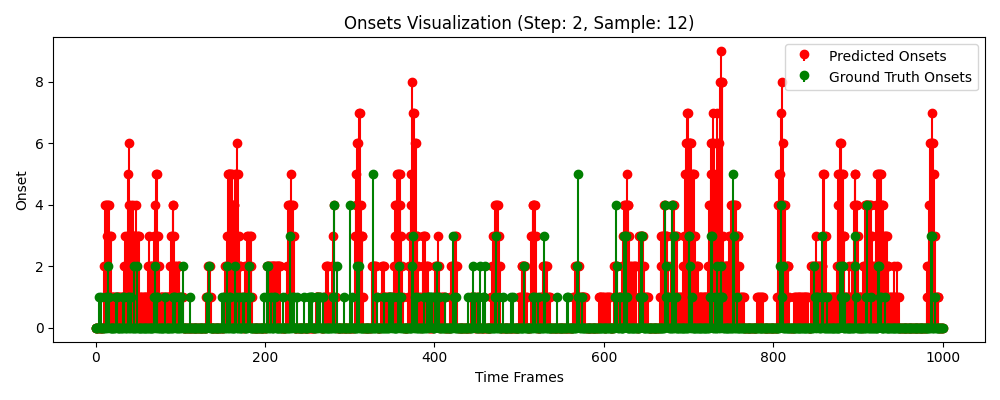 Onsets Visualization (Step: 2, Sample: 12)
Predicted Onsets
Ground Truth Onsets
Onset
8
6
4
2
0
0 200 400 600 800 1000
Time Frames